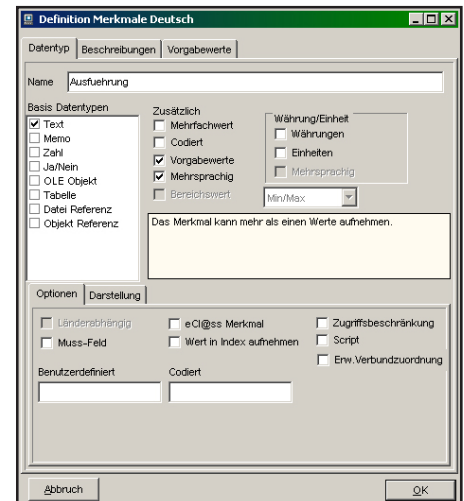 Definition Merkmale Deutsch
Datentyp Beschreibungen Vorgabewerte
Name Ausfuehrung
Basis Datentypen
Text
Memo
Zahl
Ja/Nein
OLE Objekt
Tabelle
Datei Referenz
Objekt Referenz
Zusätzlich
Mehrfachwert
Codiert
Vorgabewerte
Mehrsprachig
Bereichswert
Währung/Einheit
Währungen
Einheiten
Mehrsprachig
Min/Max
Das Merkmal kann mehr als einen Werte aufnehmen.
Optionen Darstellung
Länderabhängig
Muss-Feld
eCl@ss Merkmal
Wert in Index aufnehmen
Zugriffsbeschränkung
Script
Erw.Verbundzuordnung
Benutzerdefiniert
Codiert
Abbruch
OK